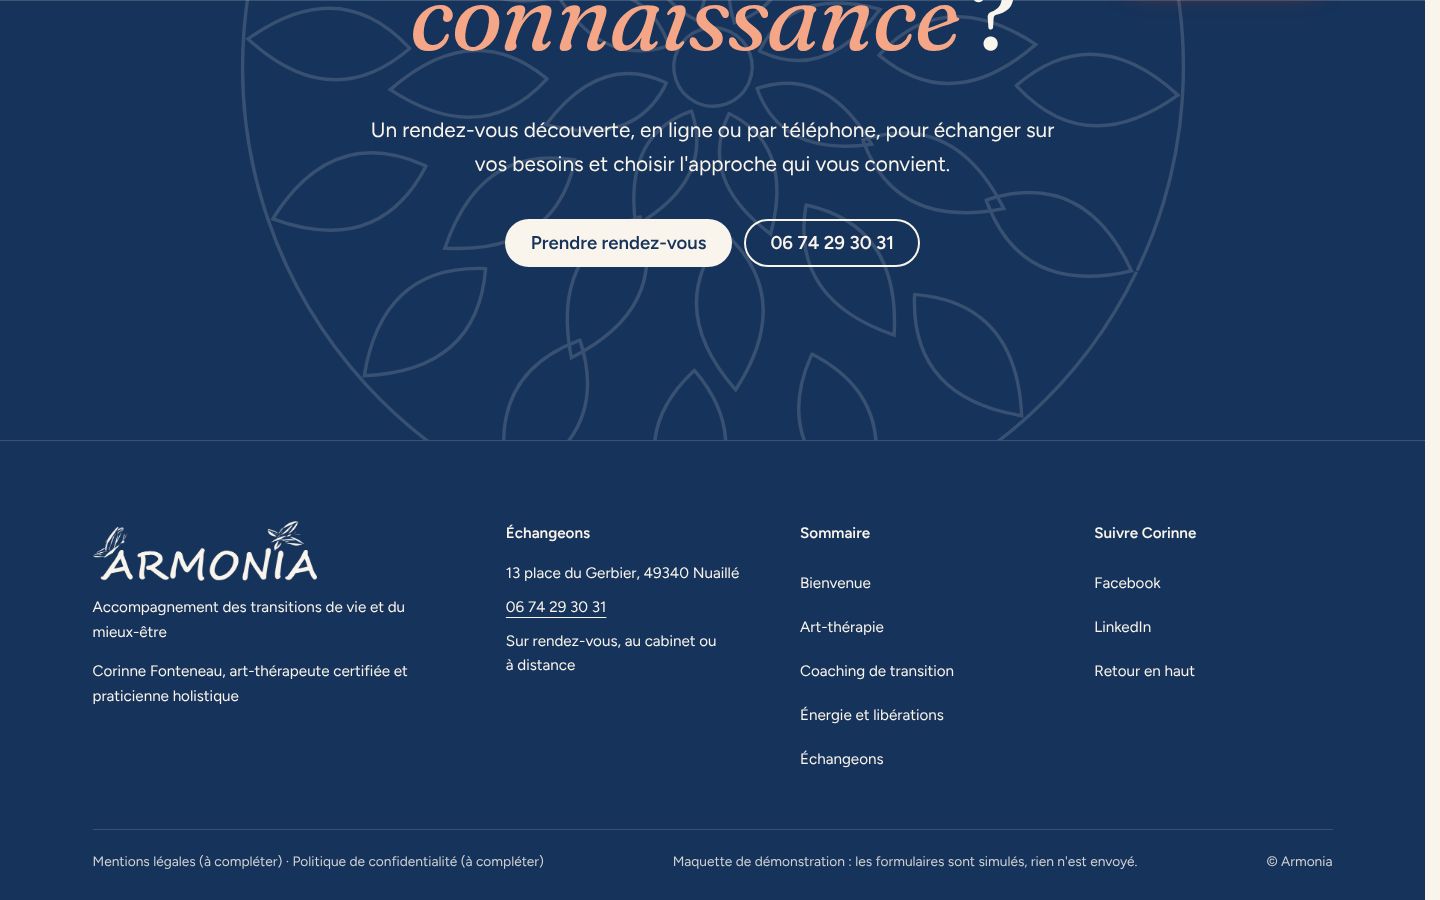 connaissance ?
Un rendez-vous découverte, en ligne ou par téléphone, pour échanger sur
vos besoins et choisir l'approche qui vous convient.
Prendre rendez-vous
06 74 29 30 31
ARMONIA
Accompagnement des transitions de vie et du
mieux-être
Corinne Fonteneau, art-thérapeute certifiée et
praticienne holistique
Échangeons
13 place du Gerbier, 49340 Nuaillé
06 74 29 30 31
Sur rendez-vous, au cabinet ou
à distance
Sommaire
Bienvenue
Art-thérapie
Coaching de transition
Énergie et libérations
Échangeons
Suivre Corinne
Facebook
LinkedIn
Retour en haut
Mentions légales (à compléter) · Politique de confidentialité (à compléter)
Maquette de démonstration : les formulaires sont simulés, rien n'est envoyé.
© Armonia